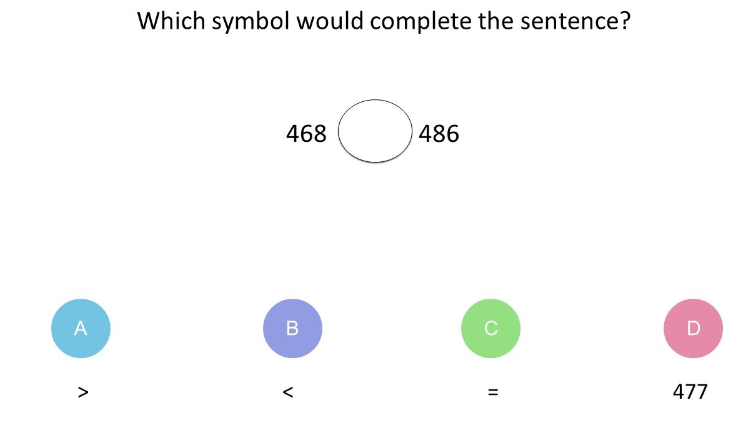 Which symbol would complete the sentence?
468 486
A B C D
> < = 477